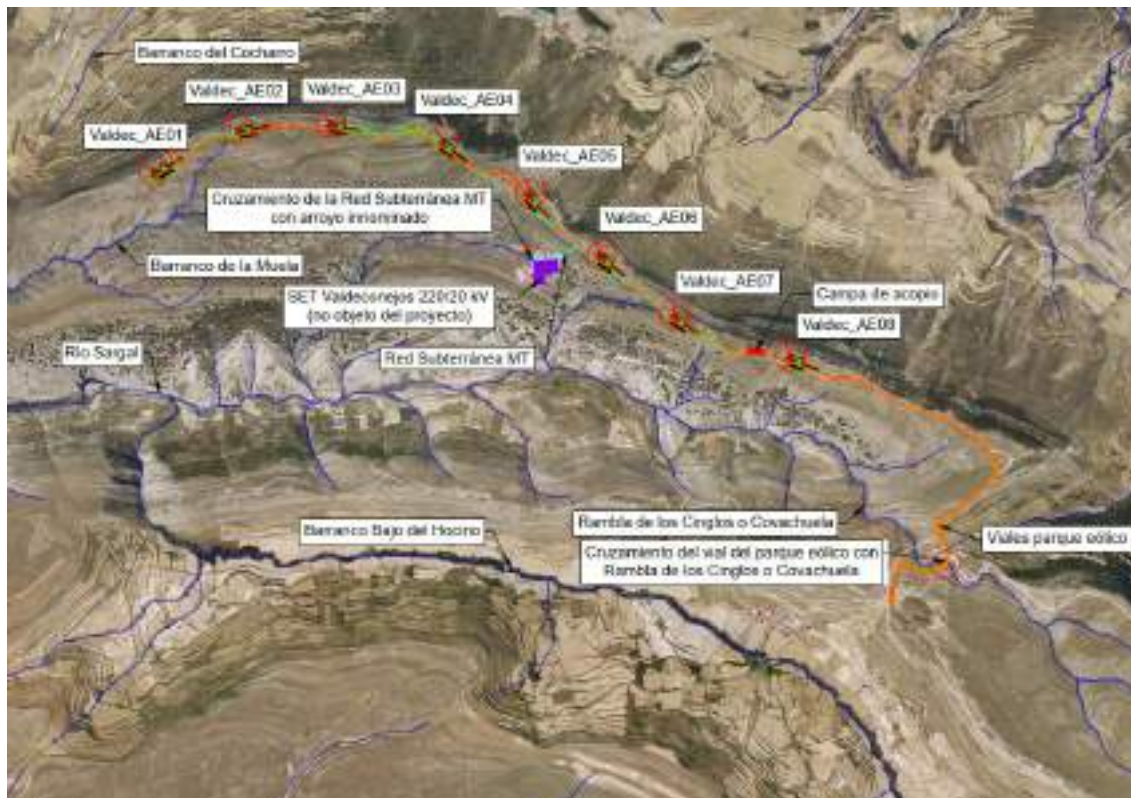 Barranco del Cocharro
Valdec_AE02
Valdec_AE03
Valdec_AE04
Valdec_AE01
Valdec_AE05
Cruzamiento de la Red Subterránea MT
con arroyo innominado
Valdec_AE06
Barranco de la Muela
Valdec_AE07
SET Valdeconejos 220/20 kV
(no objeto del proyecto)
Campa de acopio
Valdec_AE08
Río Sargal
Red Subterránea MT
Rambla de los Cinglos o Covachuela
Barranco Bajo del Hocino
Viales parque eólico
Cruzamiento del vial del parque eólico con
Rambla de los Cinglos o Covachuela